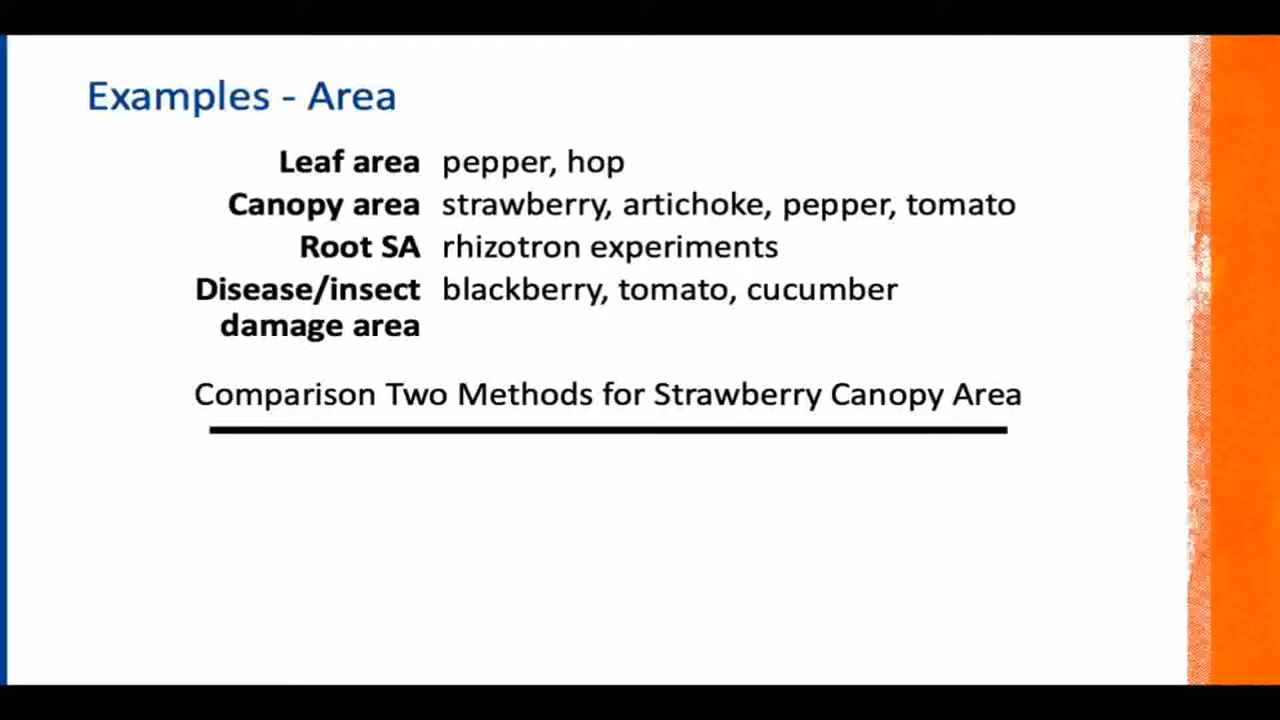 Examples - Area
Leaf area pepper, hop
Canopy area strawberry, artichoke, pepper, tomato
Root SA rhizotron experiments
Disease/insect blackberry, tomato, cucumber
damage area
Comparison Two Methods for Strawberry Canopy Area